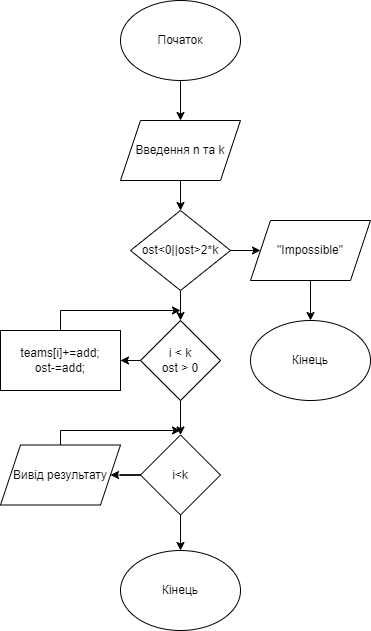 Початок
Введення n та k
ost<0||ost>2*k
"Impossible"
teams[i]+=add;
ost-=add;
i < k
ost > 0
Кінець
Вивід результату
i<k
Кінець